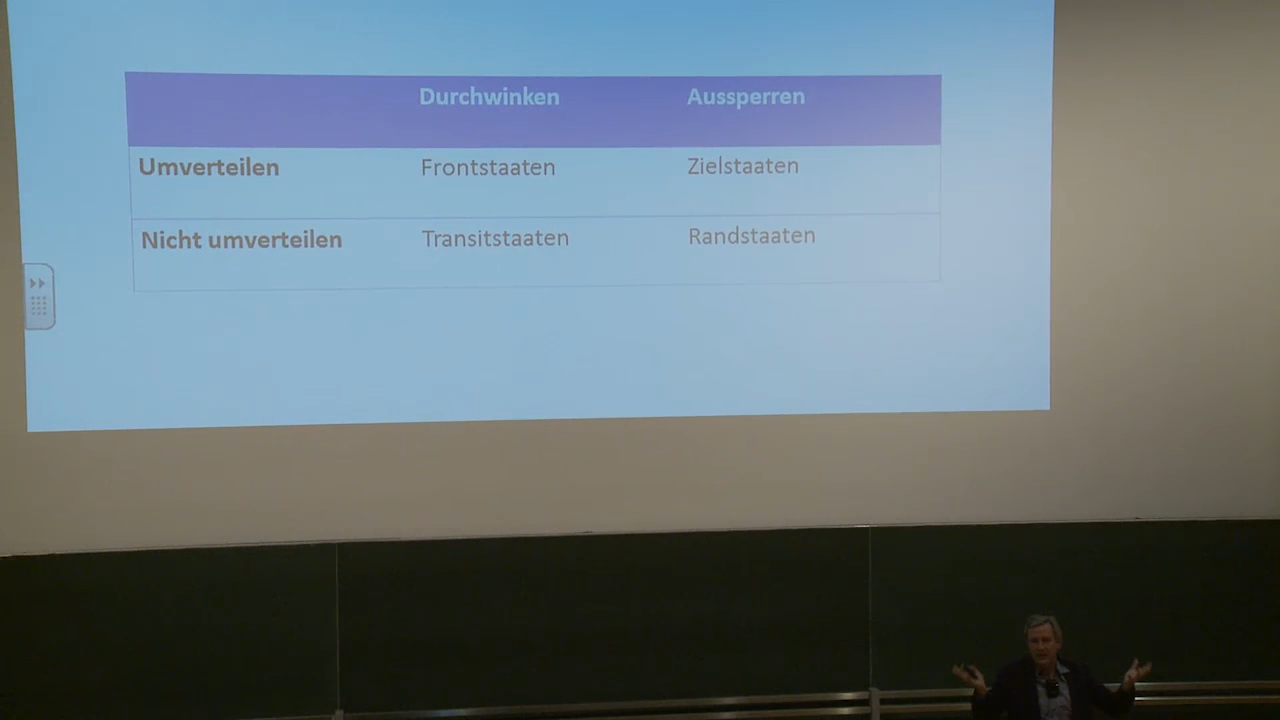 Durchwinken Aussperren
Umverteilen Frontstaaten Zielstaaten
Nicht umverteilen Transitstaaten Randstaaten